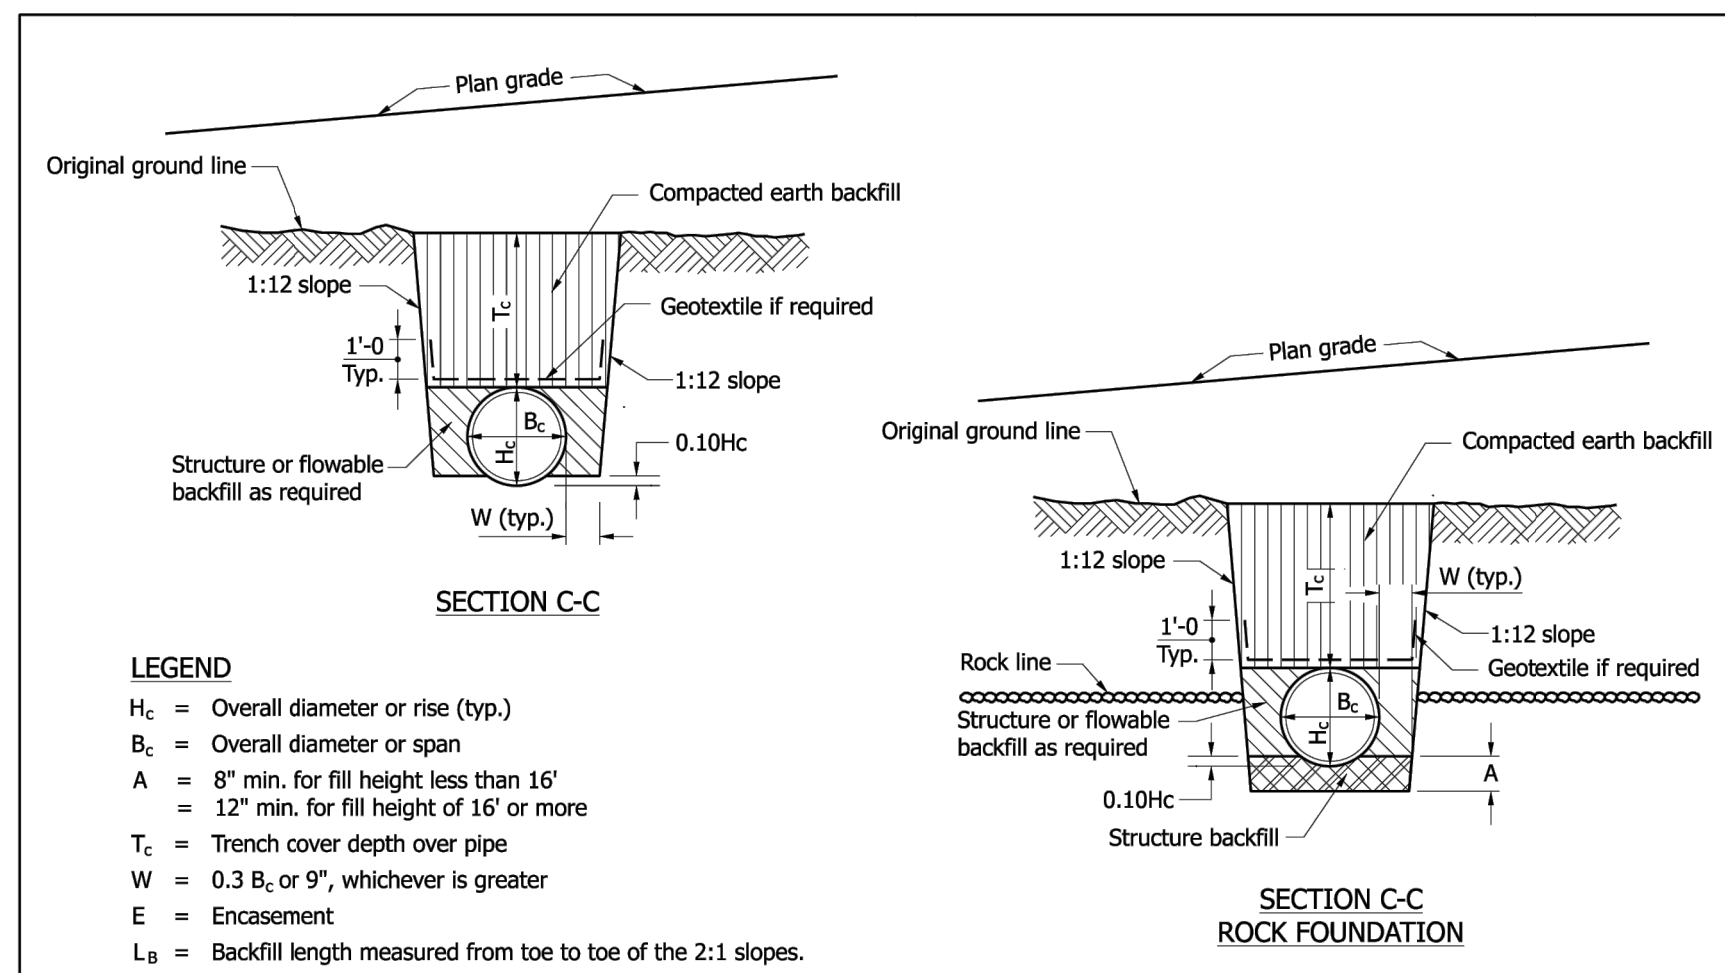 Plan grade
Original ground line
Compacted earth backfill
1:12 slope
Tc
Geotextile if required
1'-0
Typ.
1:12 slope
Bc
Hc
0.10Hc
Structure or flowable
backfill as required
W (typ.)
SECTION C-C
Plan grade
Original ground line
Compacted earth backfill
1:12 slope
Tc
W (typ.)
1'-0
Typ.
1:12 slope
Rock line
Geotextile if required
Bc
Hc
Structure or flowable
backfill as required
A
0.10Hc
Structure backfill
SECTION C-C
ROCK FOUNDATION
LEGEND
Hc = Overall diameter or rise (typ.)
Bc = Overall diameter or span
A = 8" min. for fill height less than 16'
= 12" min. for fill height of 16' or more
Tc = Trench cover depth over pipe
W = 0.3 Bc or 9", whichever is greater
E = Encasement
LB = Backfill length measured from toe to toe of the 2:1 slopes.